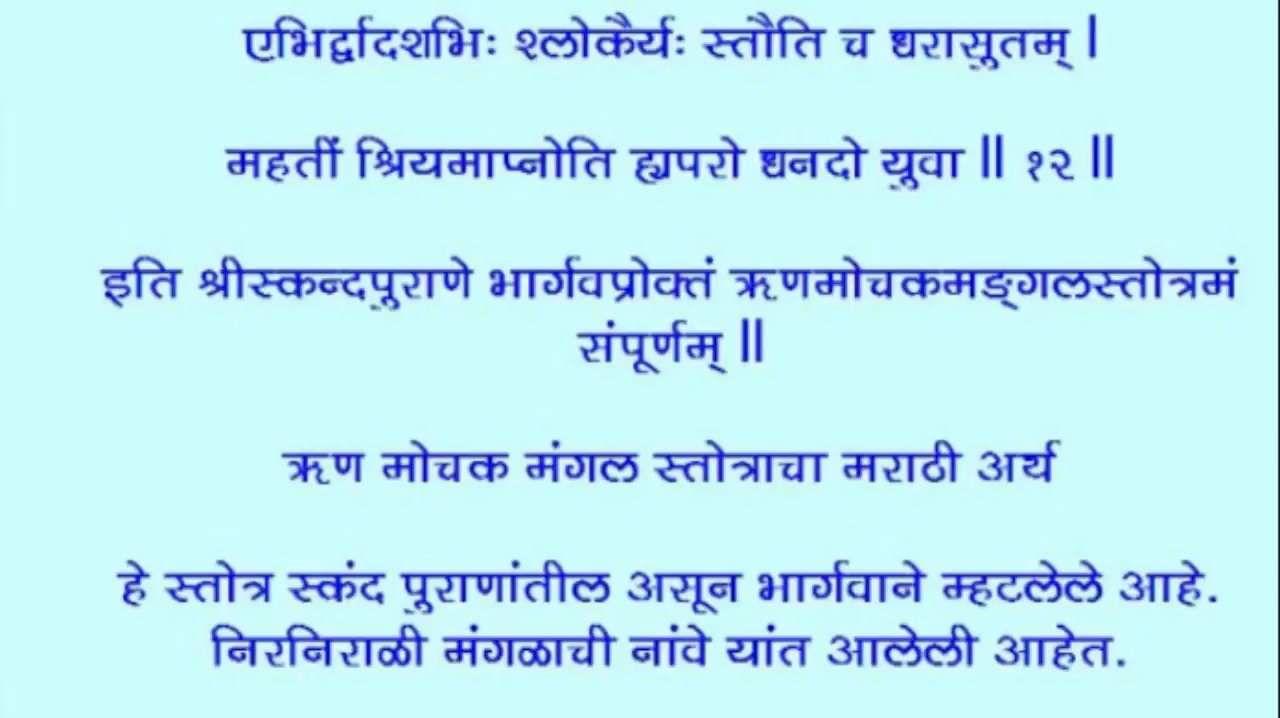 एभिर्द्वादशभिः श्लोकैर्यः स्तौति च धरासुतम् |
महतीं श्रियमाप्नोति ह्यपरो धनदो युवा || १२ ||
इति श्रीस्कन्दपुराणे भार्गवप्रोक्तं ऋणमोचकमङ्गलस्तोत्रमं
संपूर्णम् ||
ऋण मोचक मंगल स्तोत्राचा मराठी अर्थ
हे स्तोत्र स्कंद पुराणांतील असून भार्गवाने म्हटलेले आहे.
निरनिराळी मंगळाची नांवे यांत आलेली आहेत.